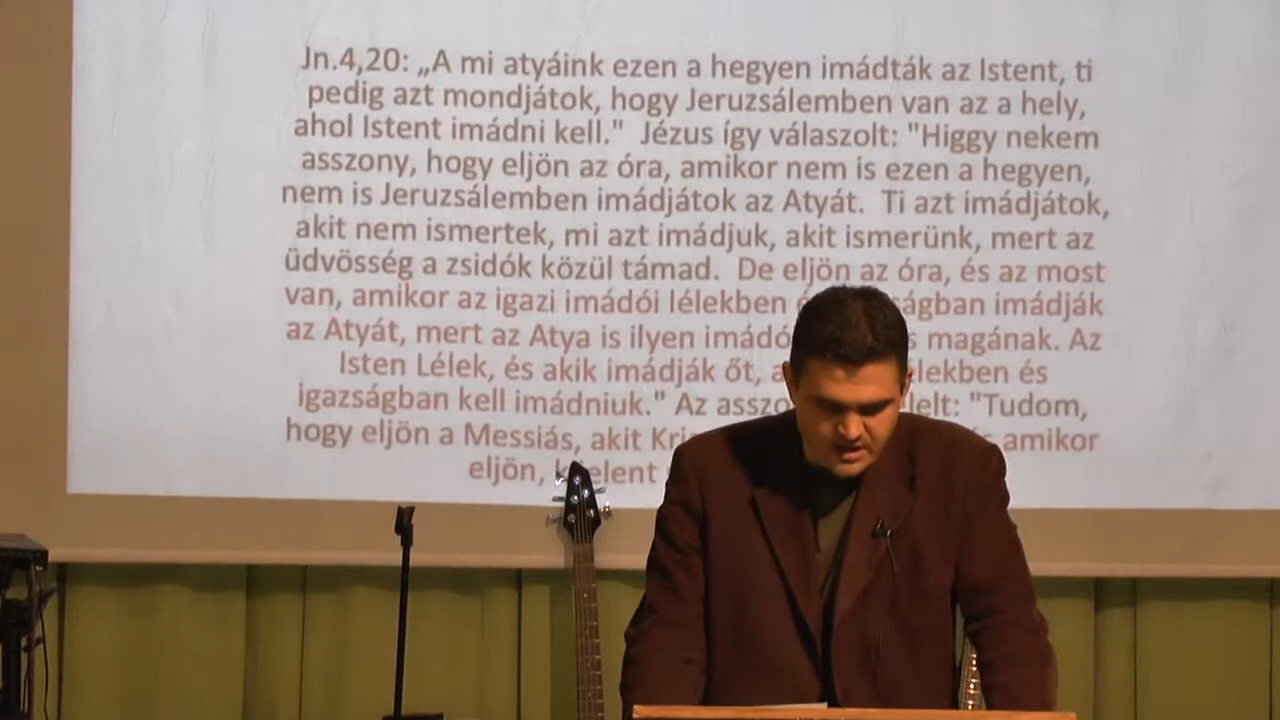 Jn.4,20: „A mi atyáink ezen a hegyen imádták az Istent, ti
pedig azt mondjátok, hogy Jeruzsálemben van az a hely,
ahol Istent imádni kell." Jézus így válaszolt: "Higgy nekem
asszony, hogy eljön az óra, amikor nem is ezen a hegyen,
nem is Jeruzsálemben imádjátok az Atyát. Ti azt imádjátok,
akit nem ismertek, mi azt imádjuk, akit ismerünk, mert az
üdvösség a zsidók közül támad. De eljön az óra, és az most
van, amikor az igazi imádói lélekben imádják
az Atyát, mert az Atya is ilyen magának. Az
Isten Lélek, és akik imádják őt, és
igazságban kell imádniuk." Az "Tudom,
hogy eljön a Messiás, akit amikor
eljön,